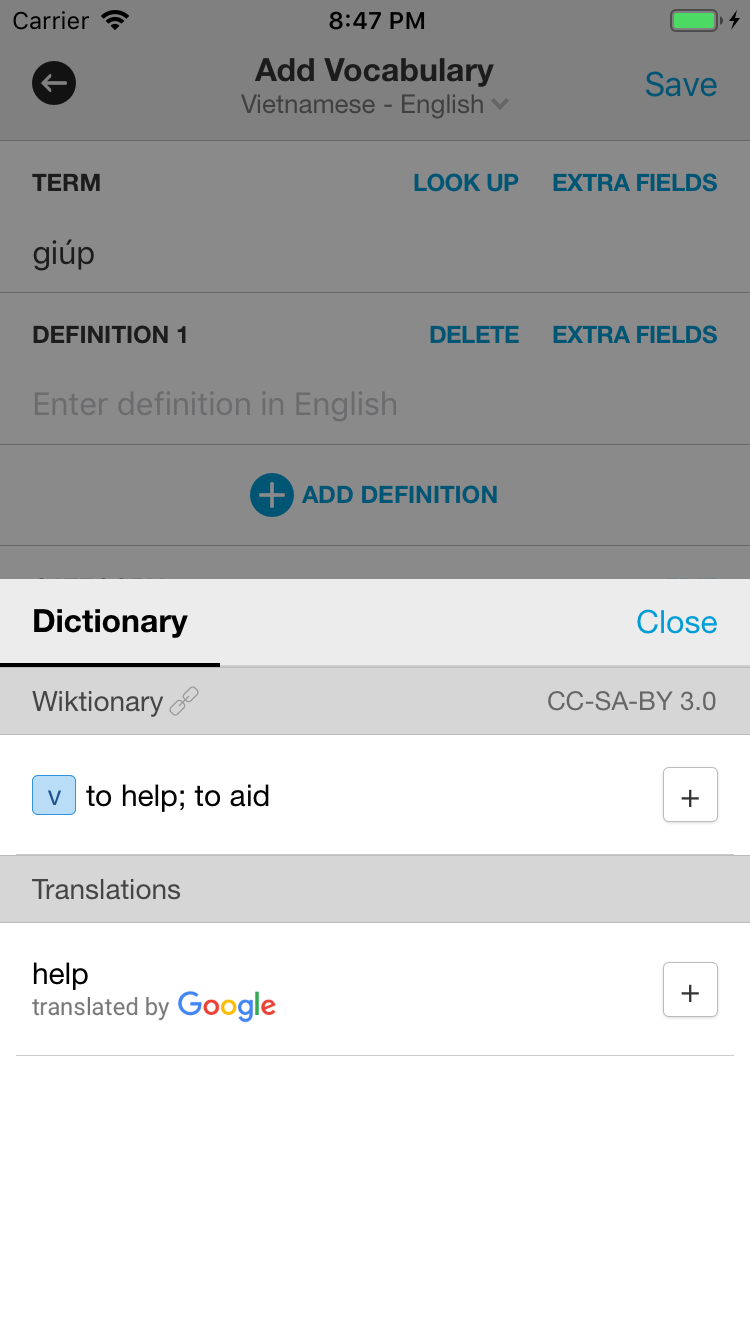 Carrier 8:47 PM
Add Vocabulary
Vietnamese - English
Save
TERM LOOK UP EXTRA FIELDS
giúp
DEFINITION 1 DELETE EXTRA FIELDS
Enter definition in English
ADD DEFINITION
Dictionary Close
Wiktionary CC-SA-BY 3.0
v to help; to aid +
Translations
help
translated by Google +